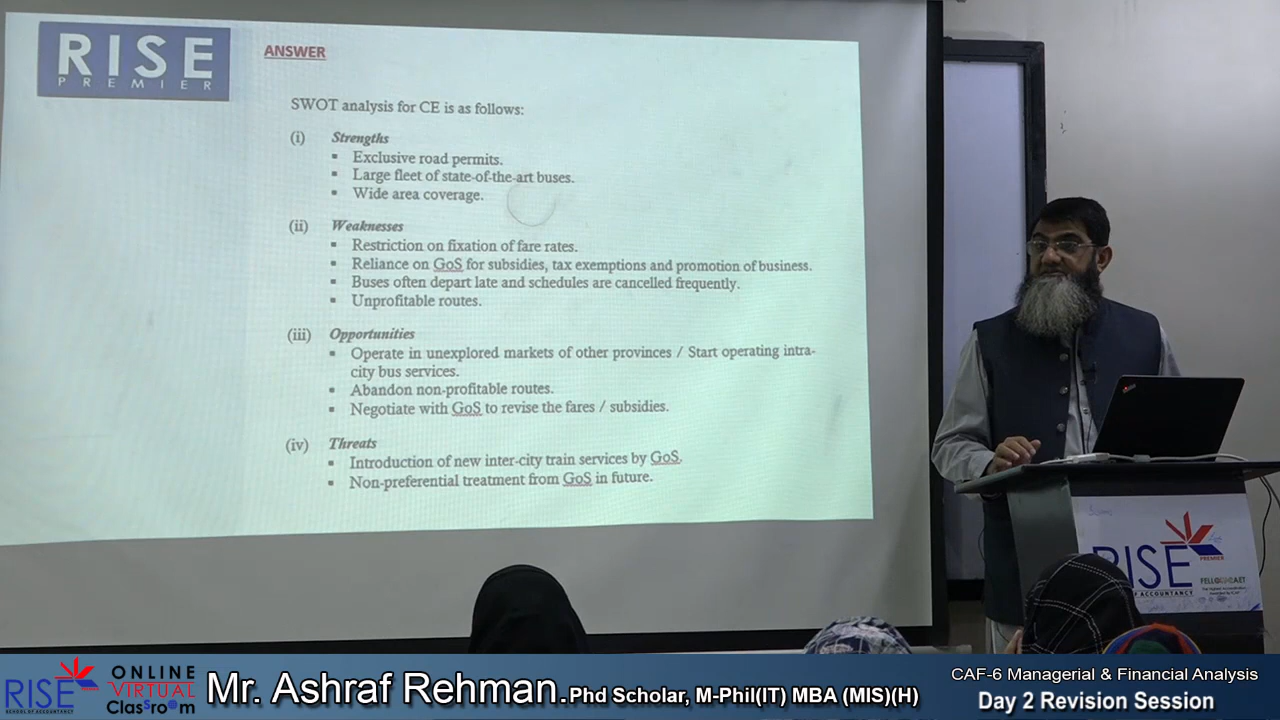 RISE
PREMIER
ANSWER
SWOT analysis for CE is as follows:
(i) Strengths
▪ Exclusive road permits.
▪ Large fleet of state-of-the-art buses.
▪ Wide area coverage.
(ii) Weaknesses
▪ Restriction on fixation of fare rates.
▪ Reliance on GoS for subsidies, tax exemptions and promotion of business.
▪ Buses often depart late and schedules are cancelled frequently.
▪ Unprofitable routes.
(iii) Opportunities
▪ Operate in unexplored markets of other provinces / Start operating intra-
city bus services.
▪ Abandon non-profitable routes.
▪ Negotiate with GoS to revise the fares / subsidies.
(iv) Threats
▪ Introduction of new inter-city train services by GoS.
▪ Non-preferential treatment from GoS in future.
RISE
PREMIER
OF ACCOUNTANCY
RISE
SCHOOL OF ACCOUNTANCY
ONLINE
VIRTUAL
ClasSro@m
Mr. Ashraf Rehman.Phd Scholar, M-Phil(IT) MBA (MIS)(H)
CAF-6 Managerial & Financial Analysis
Day 2 Revision Session